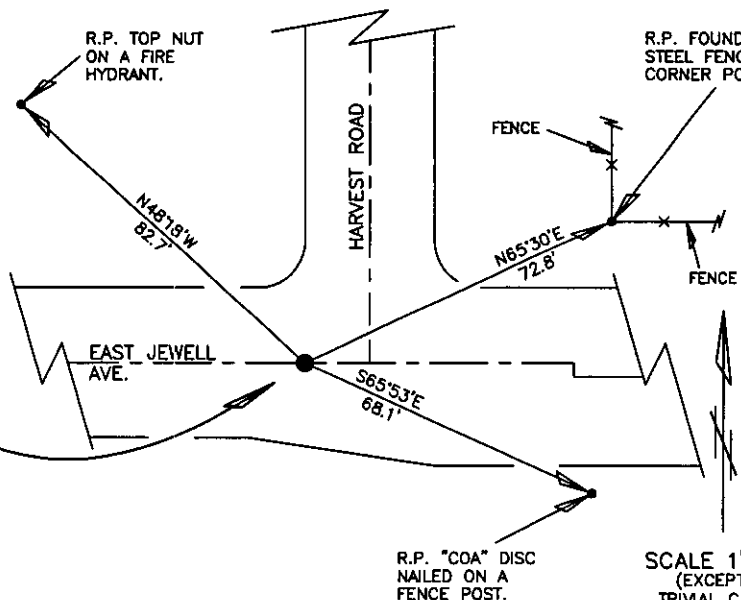 R.P. TOP NUT
ON A FIRE
HYDRANT.
R.P. FOUND
STEEL FENC
CORNER PO
FENCE
HARVEST ROAD
N48°18'W
82.7'
N65°30'E
72.8'
FENCE
EAST JEWELL
AVE.
S65°53'E
68.1'
R.P. "COA" DISC
NAILED ON A
FENCE POST.
SCALE 1"
(EXCEPT
TRIVIAL C